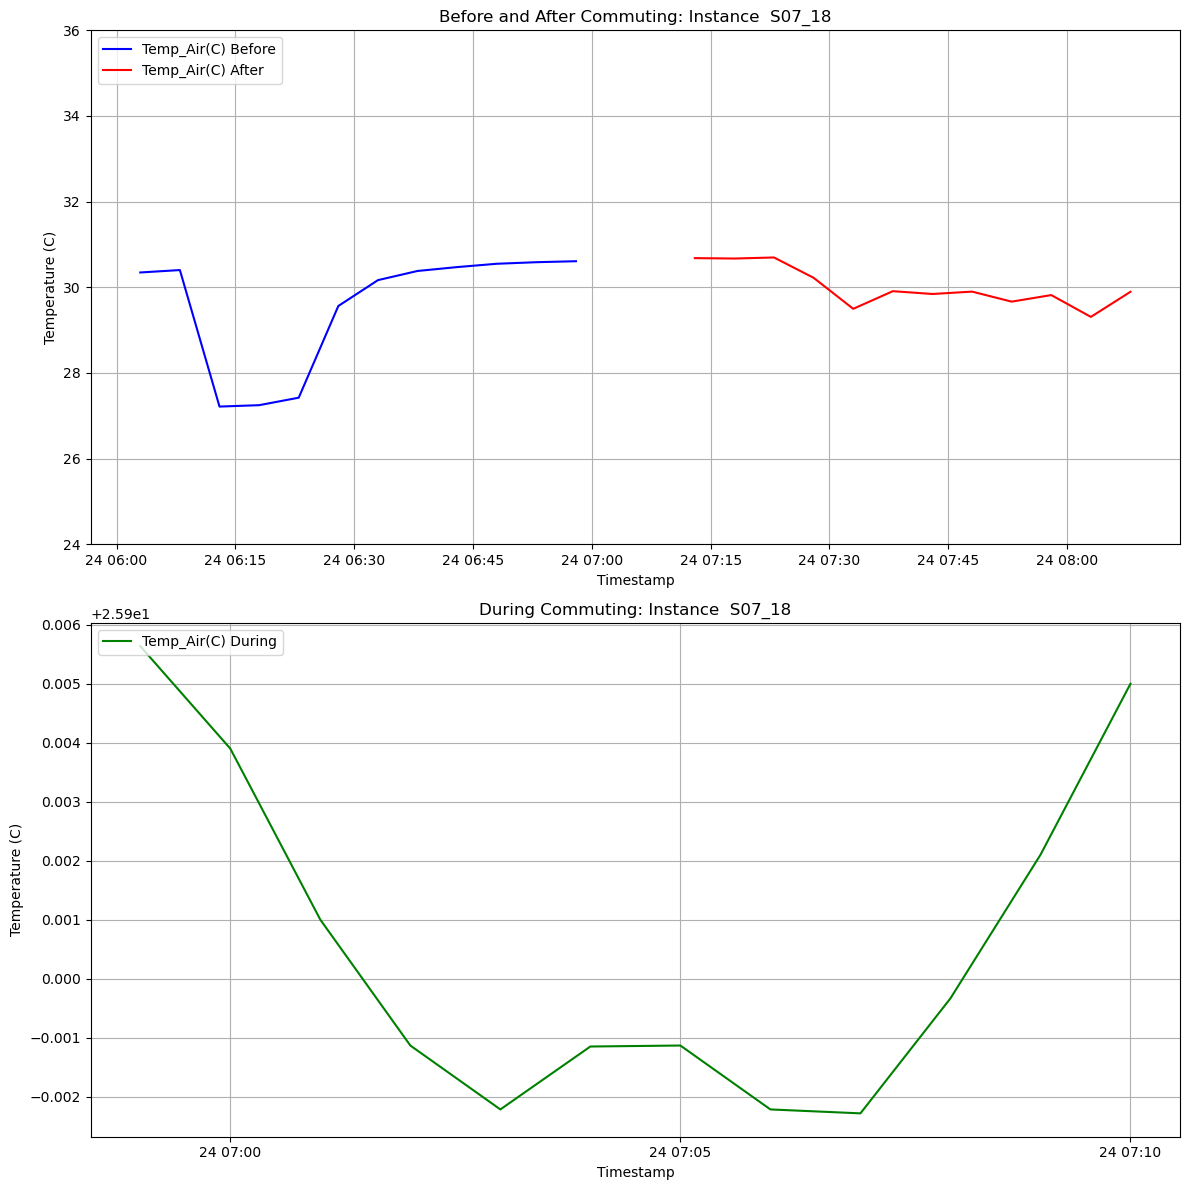 Before and After Commuting: Instance  S07_18
Temp_Air(C) Before
Temp_Air(C) After
Temperature (C)
36
34
32
30
28
26
24
24 06:00
24 06:15
24 06:30
24 06:45
24 07:00
24 07:15
24 07:30
24 07:45
24 08:00
Timestamp
During Commuting: Instance  S07_18
+2.59e1
Temp_Air(C) During
Temperature (C)
0.006
0.005
0.004
0.003
0.002
0.001
0.000
−0.001
−0.002
24 07:00
24 07:05
24 07:10
Timestamp